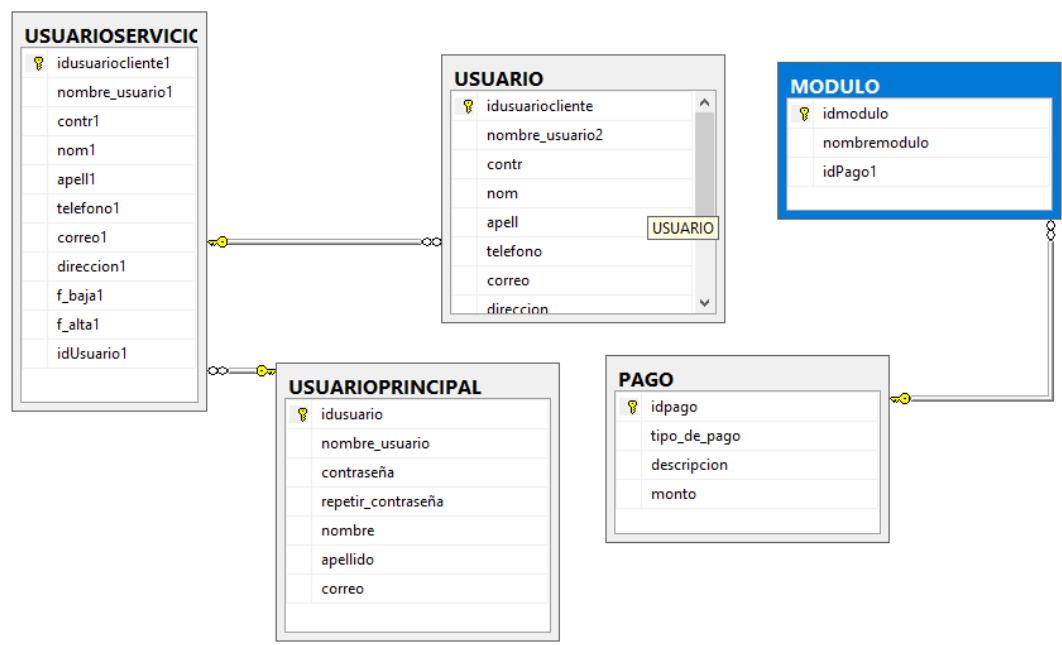 USUARIOSERVICIO
idusuariocliente1
nombre_usuario1
contr1
nom1
apell1
telefono1
correo1
direccion1
f_baja1
f_alta1
idUsuario1
USUARIO
idusuariocliente
nombre_usuario2
contr
nom
apell
telefono
correo
direccion
USUARIO
MODULO
idmodulo
nombremodulo
idPago1
USUARIOPRINCIPAL
idusuario
nombre_usuario
contraseña
repetir_contraseña
nombre
apellido
correo
PAGO
idpago
tipo_de_pago
descripcion
monto